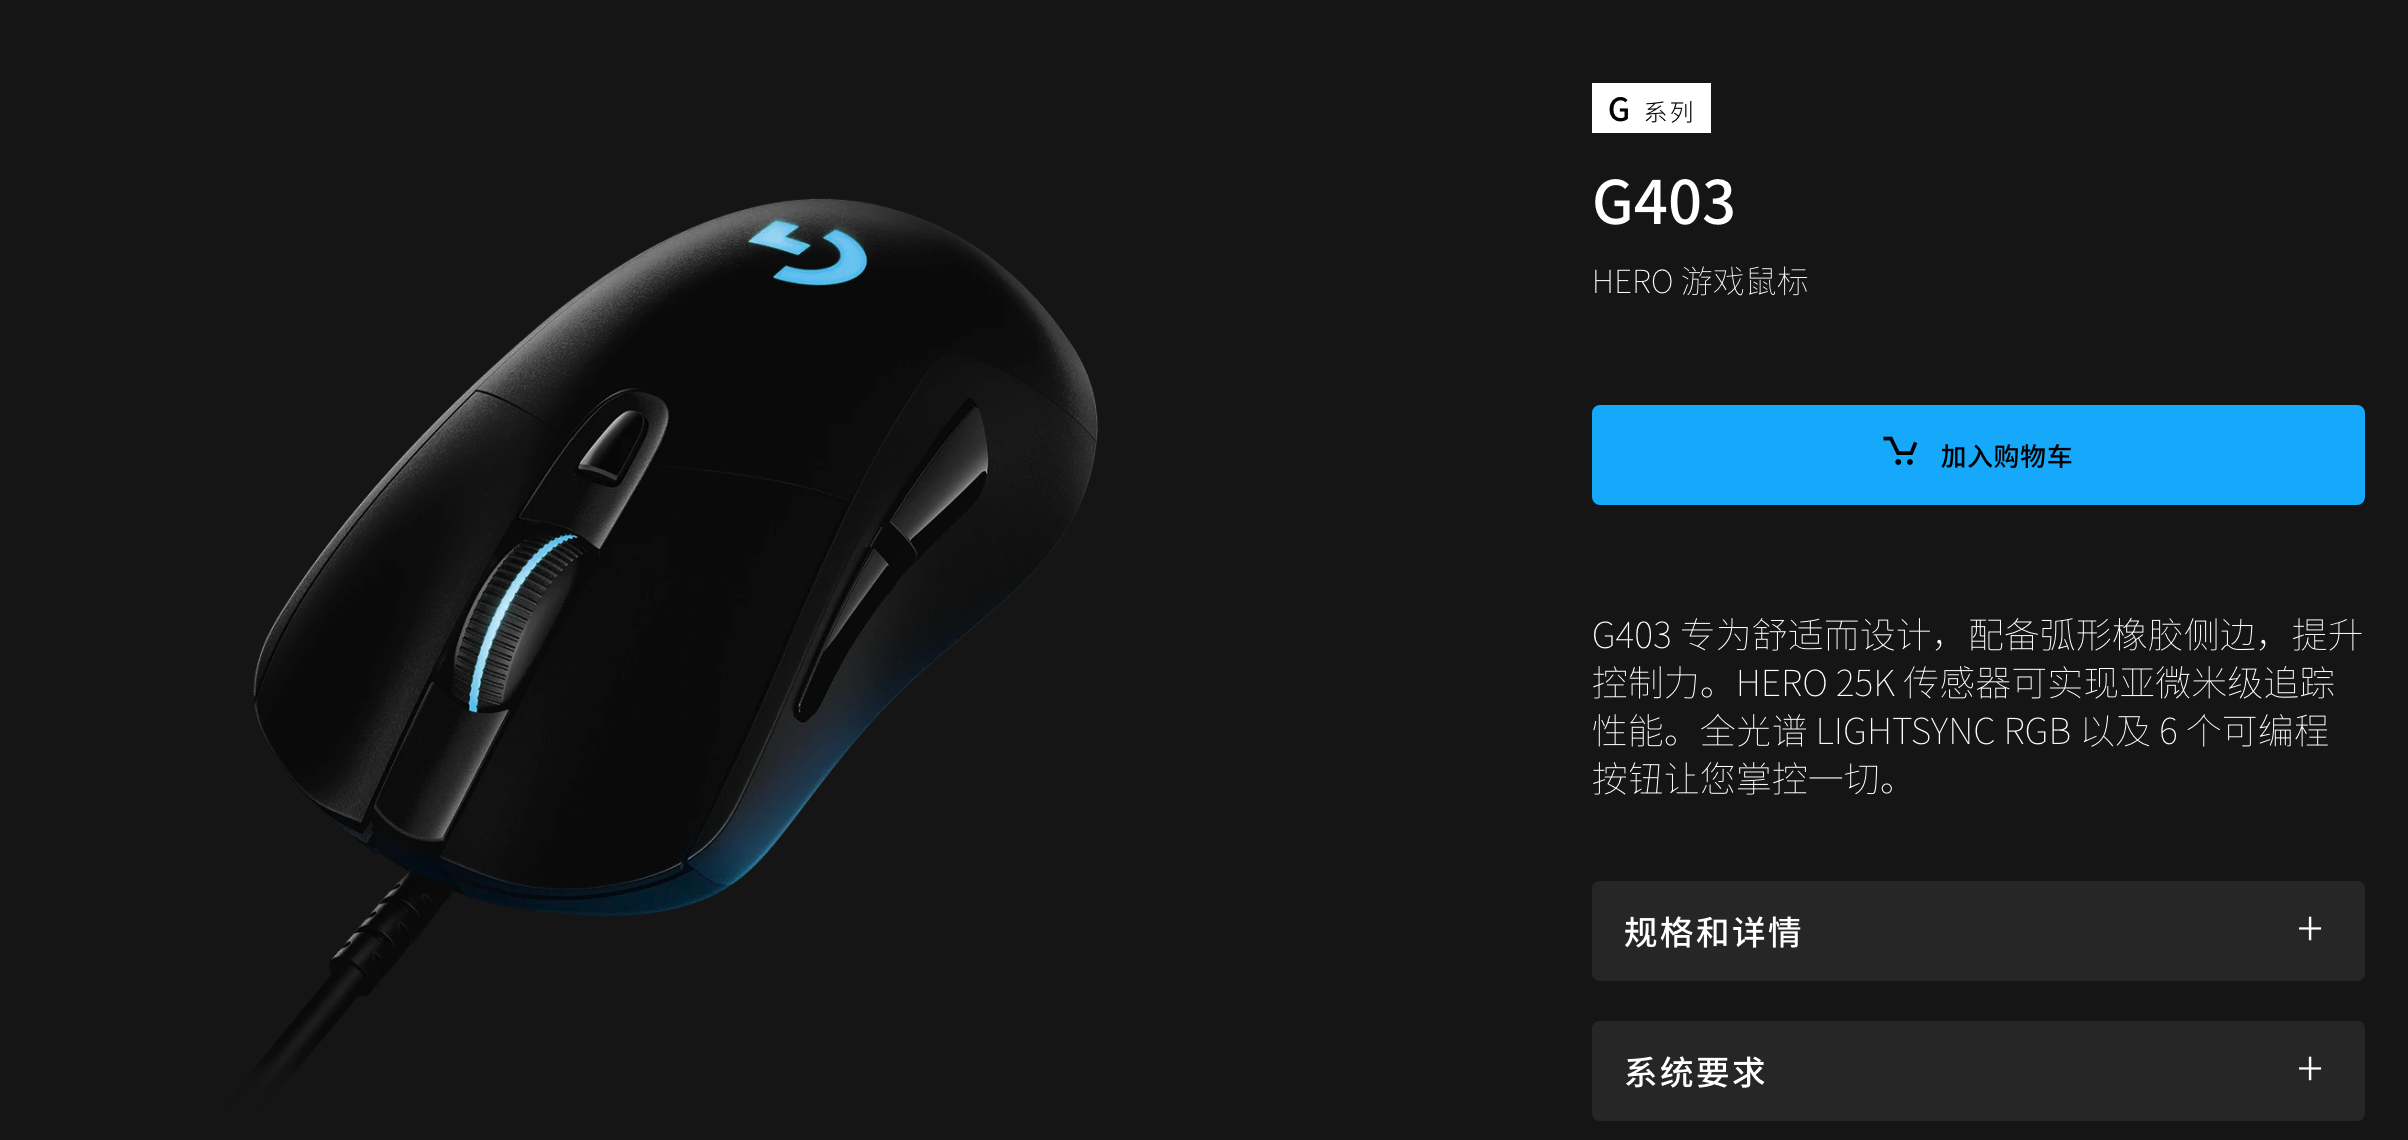 G 系列
G403
HERO 游戏鼠标
加入购物车
G403 专为舒适而设计，配备弧形橡胶侧边，提升
控制力。HERO 25K 传感器可实现亚微米级追踪
性能。全光谱 LIGHTSYNC RGB 以及 6 个可编程
按钮让您掌控一切。
规格和详情
系统要求